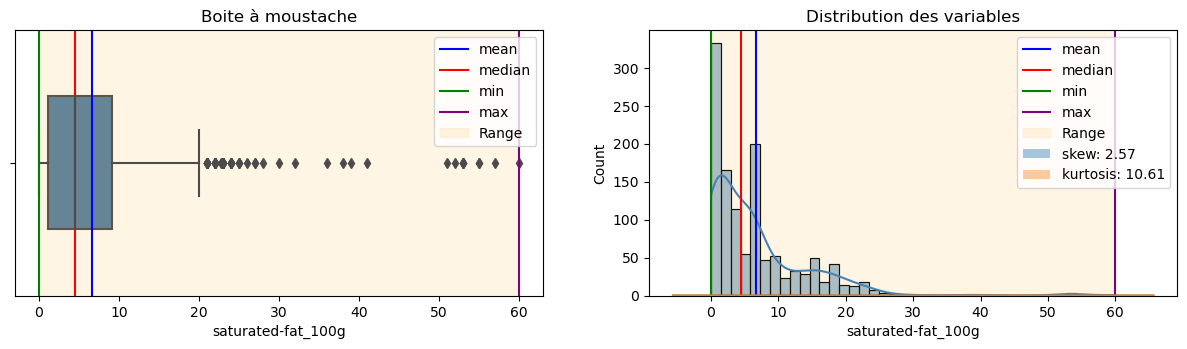 Boite à moustache
mean
median
min
max
Range
0
10
20
30
40
50
60
saturated-fat_100g
Distribution des variables
mean
median
min
max
Range
skew: 2.57
kurtosis: 10.61
Count
350
300
250
200
150
100
50
0
0
10
20
30
40
50
60
saturated-fat_100g